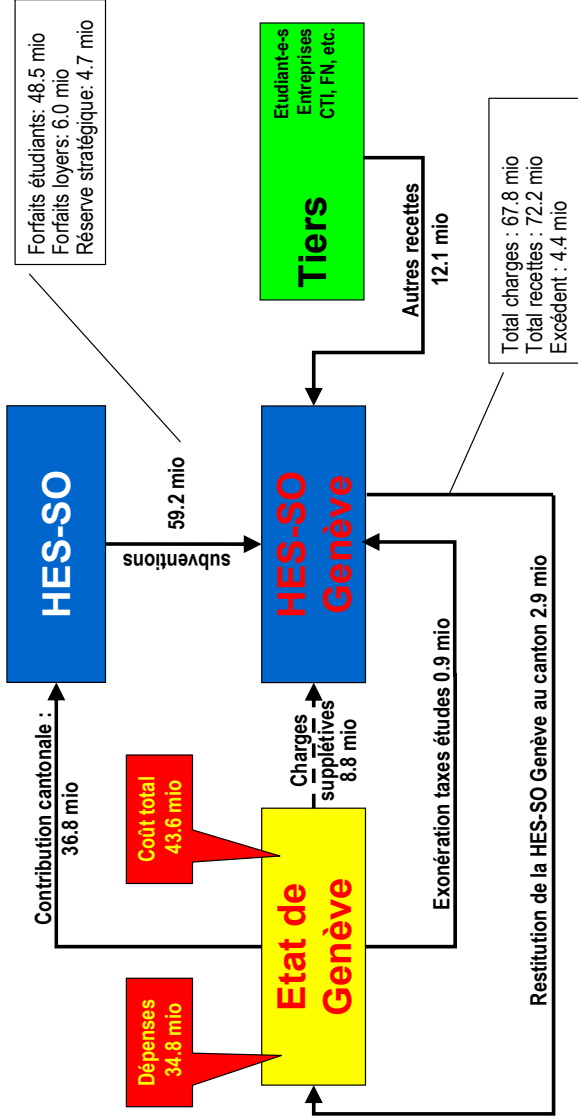 Forfaits étudiants: 48.5 mio
Forfaits loyers: 6.0 mio
Réserve stratégique: 4.7 mio
HES-SO
Contribution cantonale :
36.8 mio
subventions
59.2 mio
Dépenses
34.8 mio
Coût total
43.6 mio
Etat de
Genève
Charges
supplétives
8.8 mio
HES-SO
Genève
Tiers
Etudiant-e-s
Entreprises
CTI, FN, etc.
Autres recettes
12.1 mio
Exonération taxes études 0.9 mio
Total charges : 67.8 mio
Total recettes : 72.2 mio
Excédent : 4.4 mio
Restitution de la HES-SO Genève au canton 2.9 mio